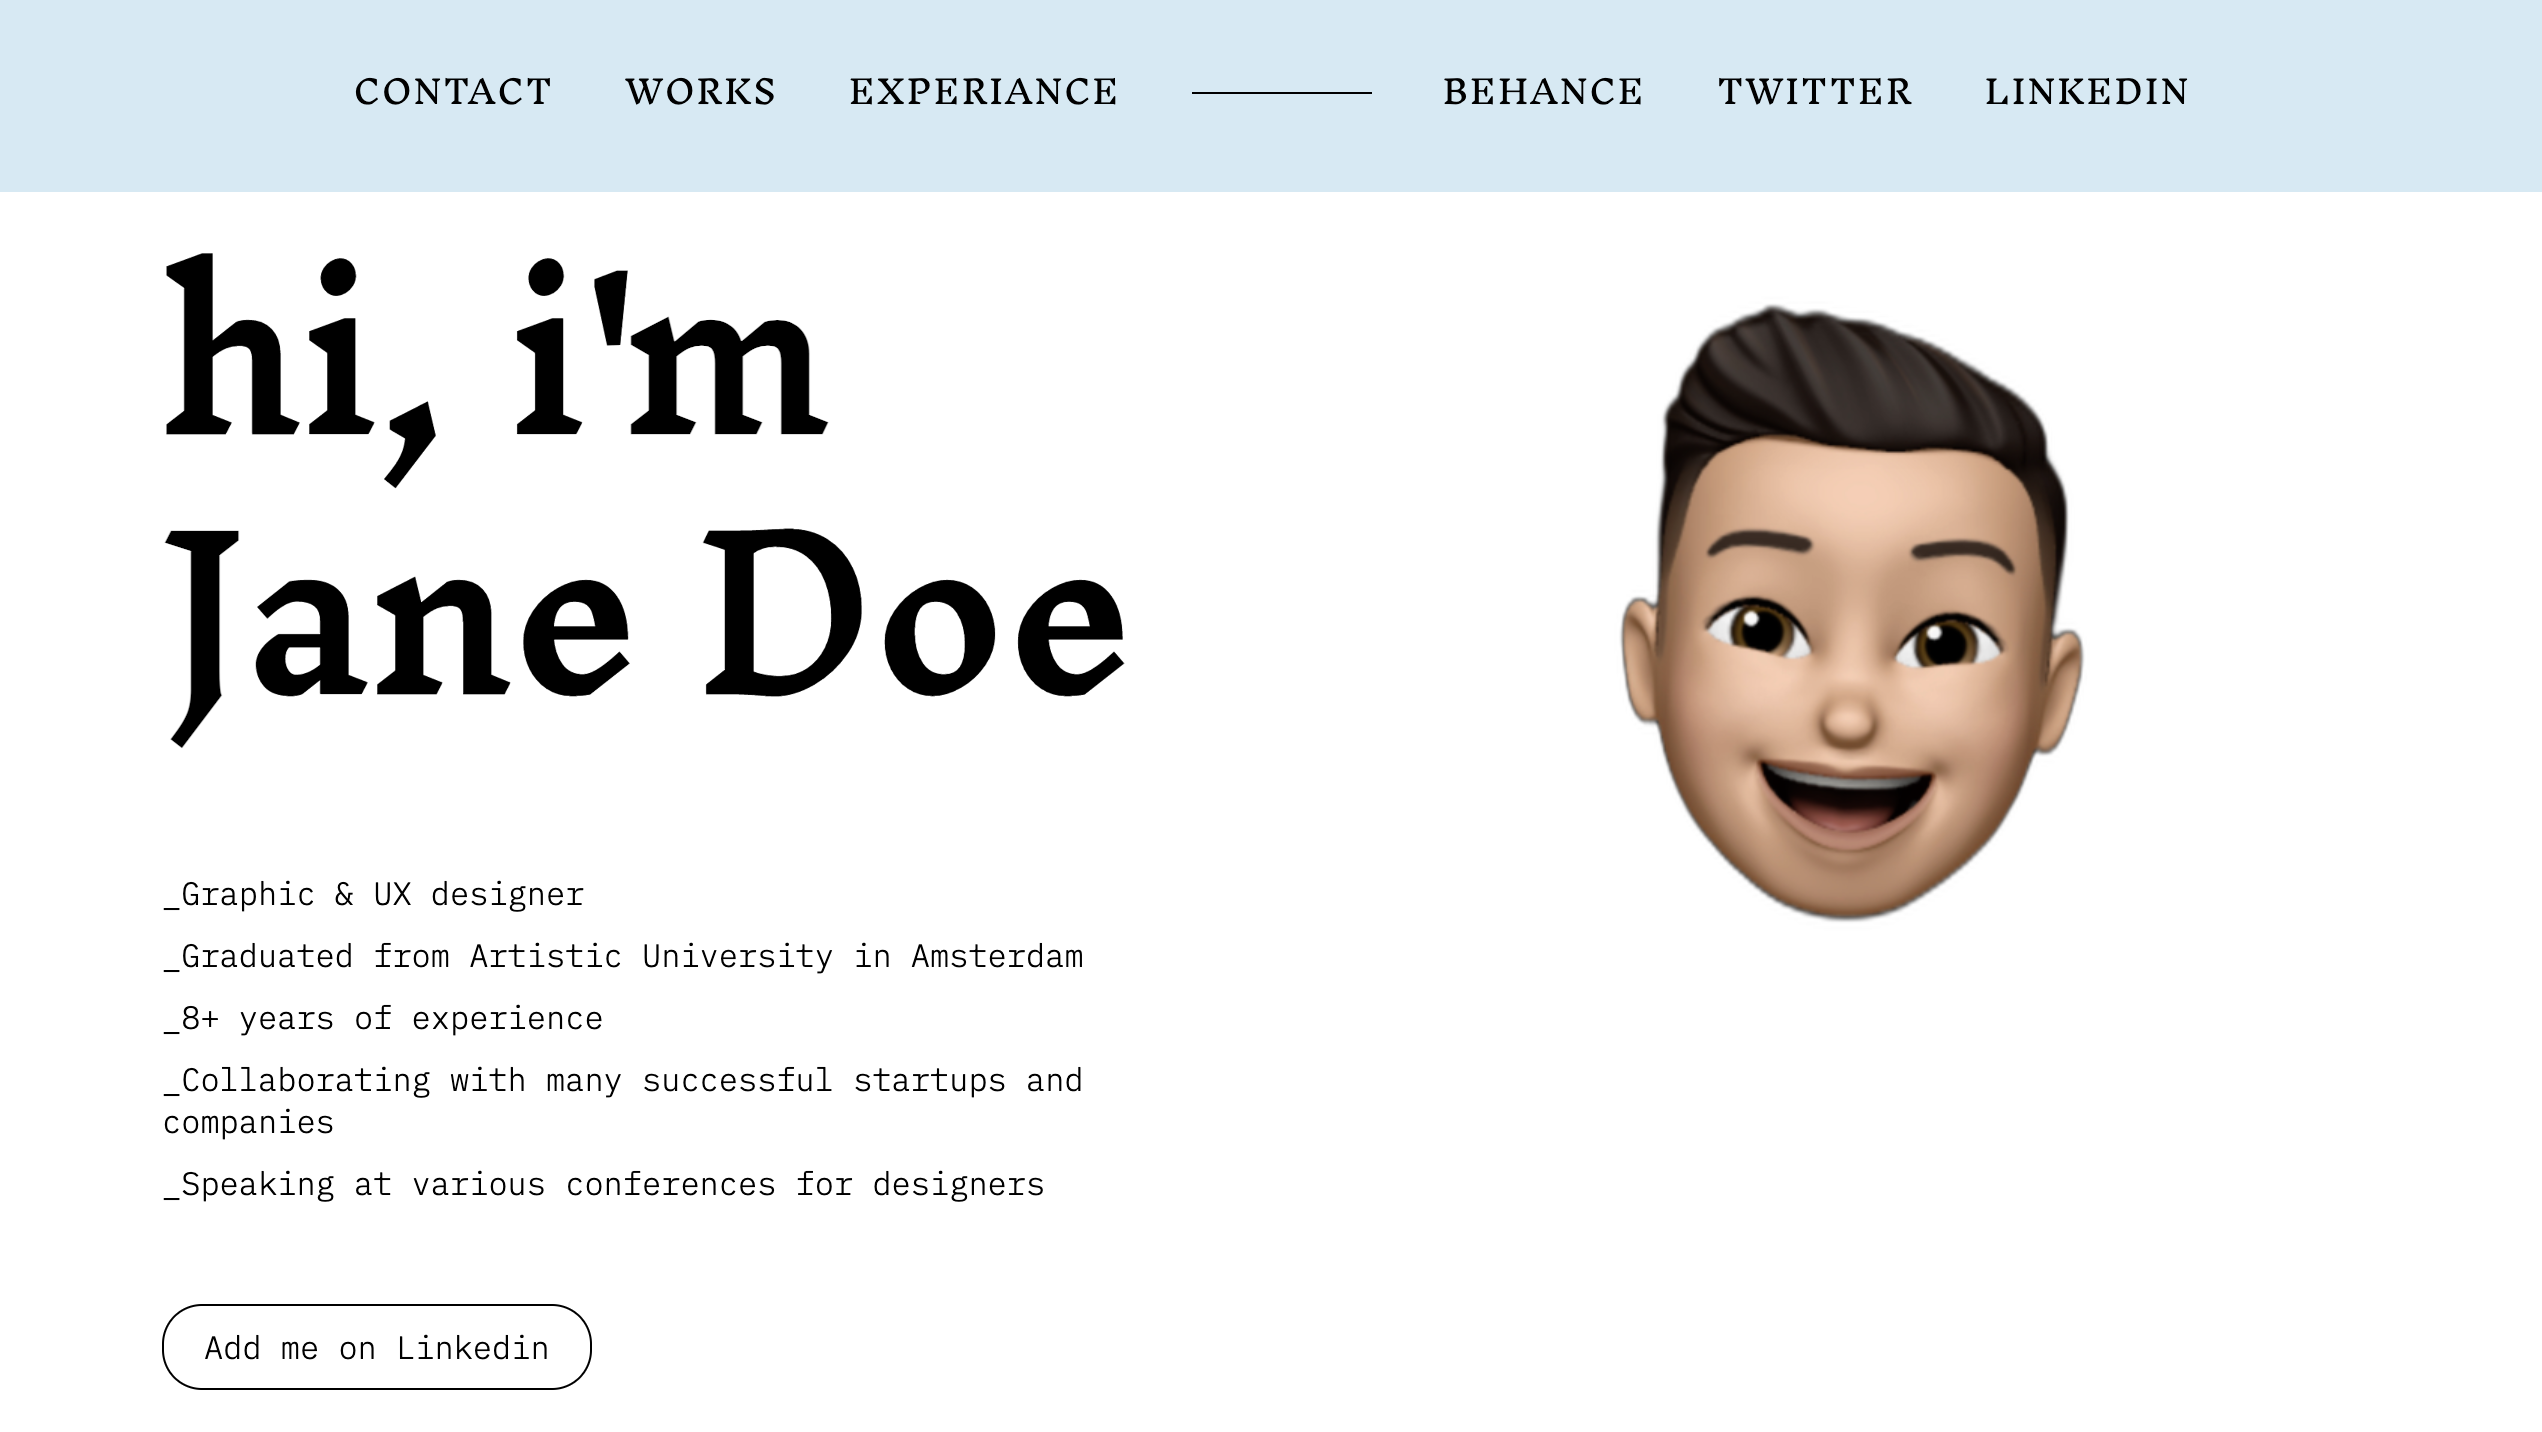 CONTACT WORKS EXPERIANCE BEHANCE TWITTER LINKEDIN
hi, i'm
Jane Doe
_Graphic & UX designer
_Graduated from Artistic University in Amsterdam
_8+ years of experience
_Collaborating with many successful startups and
companies
_Speaking at various conferences for designers
Add me on Linkedin